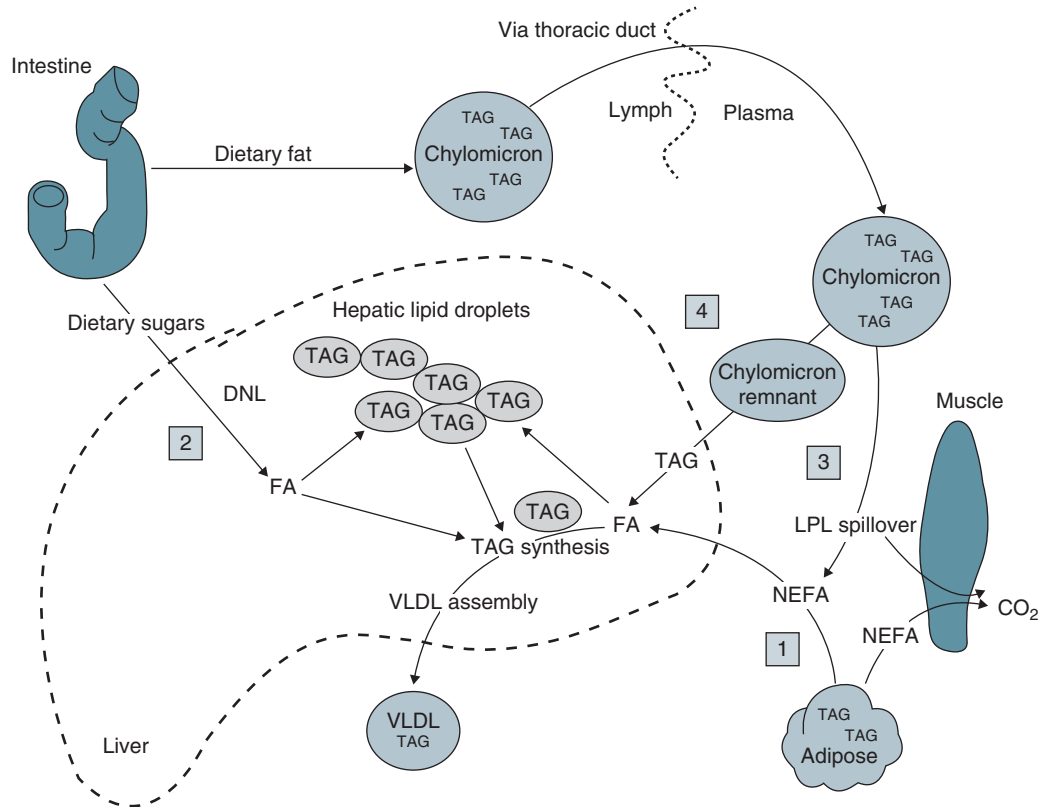 Via thoracic duct
Intestine
Lymph
Plasma
TAG
TAG
Chylomicron
TAG
TAG
Dietary fat
TAG
TAG
Chylomicron
TAG
TAG
Dietary sugars
Hepatic lipid droplets
4
TAG
TAG
TAG
TAG
TAG
TAG
Chylomicron
remnant
Muscle
DNL
2
3
TAG
FA
TAG
FA
LPL spillover
TAG synthesis
NEFA
CO₂
VLDL assembly
NEFA
1
VLDL
TAG
TAG
TAG
Adipose
Liver